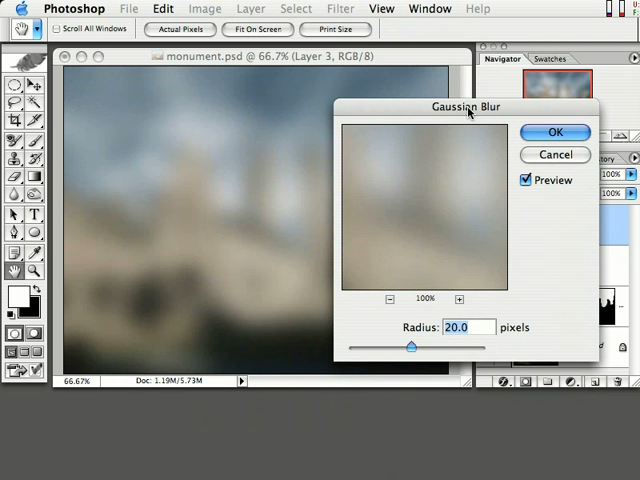 Photoshop File Edit Image Layer Select Filter View Window Help
Scroll All Windows Actual Pixels Fit On Screen Print Size
monument.psd @ 66.7% (Layer 3, RGB/8)
Navigator Swatches
Gaussian Blur
OK
Cancel
Preview
100%
Radius: 20.0 pixels
tory
100%
100%
T
66.67% Doc: 1.19M/5.73M